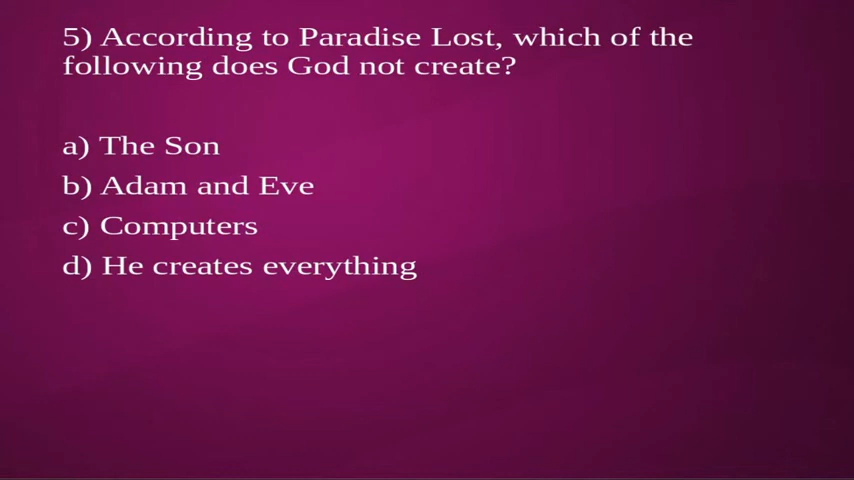 5) According to Paradise Lost, which of the
following does God not create?
a) The Son
b) Adam and Eve
c) Computers
d) He creates everything